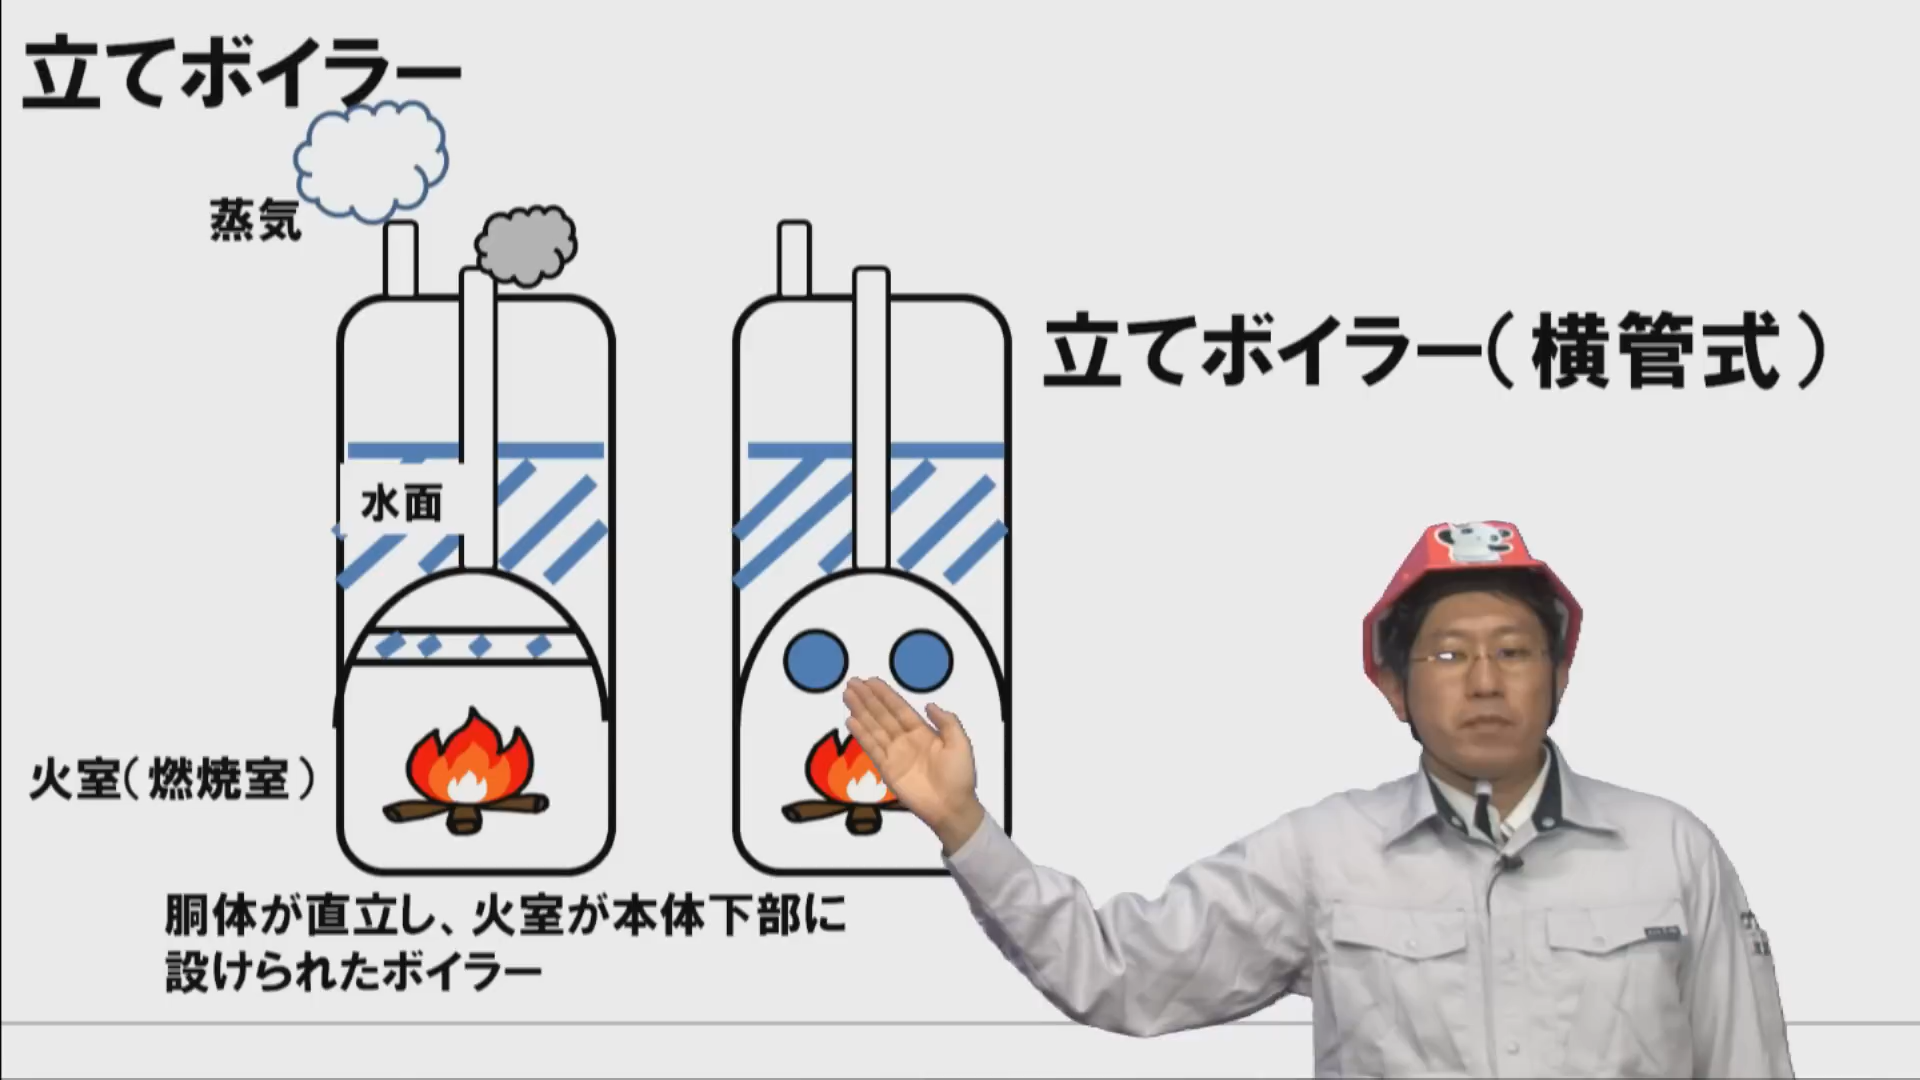 立てボイラー
蒸気
立てボイラー（横管式）
水面
火室（燃焼室）
胴体が直立し、火室が本体下部に
設けられたボイラー